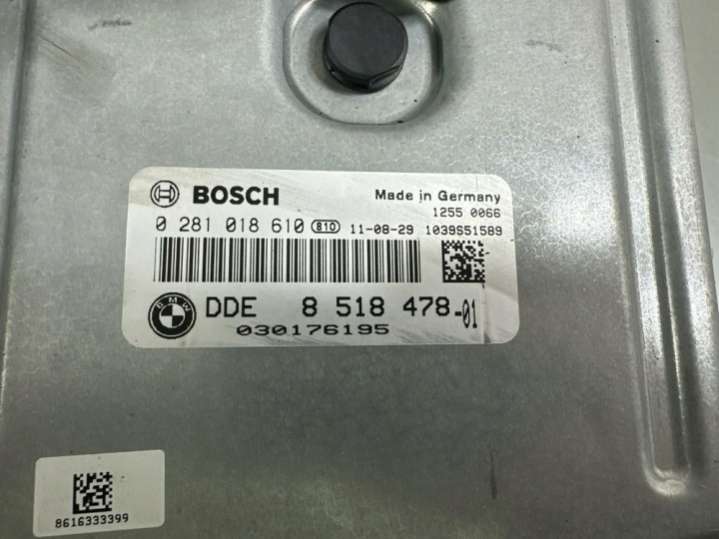 BOSCH Made in Germany
1255 0066
0 281 018 610 810 11-08-29 1039S51589
BMW DDE 8 518 478-01
030176195
8616333399